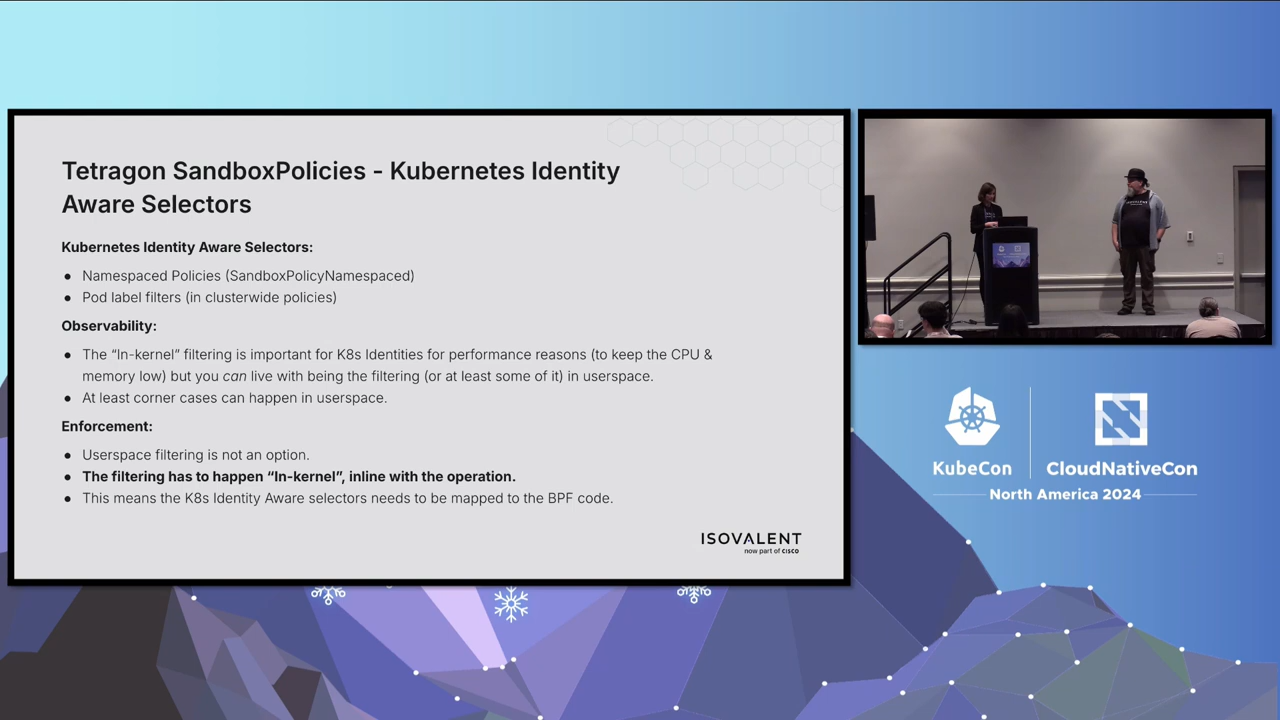 Tetragon SandboxPolicies - Kubernetes Identity
Aware Selectors
Kubernetes Identity Aware Selectors:
● Namespaced Policies (SandboxPolicyNamespaced)
● Pod label filters (in clusterwide policies)
Observability:
● The “In-kernel” filtering is important for K8s Identities for performance reasons (to keep the CPU &
memory low) but you can live with being the filtering (or at least some of it) in userspace.
● At least corner cases can happen in userspace.
Enforcement:
● Userspace filtering is not an option.
● The filtering has to happen “In-kernel”, inline with the operation.
● This means the K8s Identity Aware selectors needs to be mapped to the BPF code.
ISOVALENT
now part of CISCO
ISOVALENT
KubeCon
CloudNativeCon
North America 2024